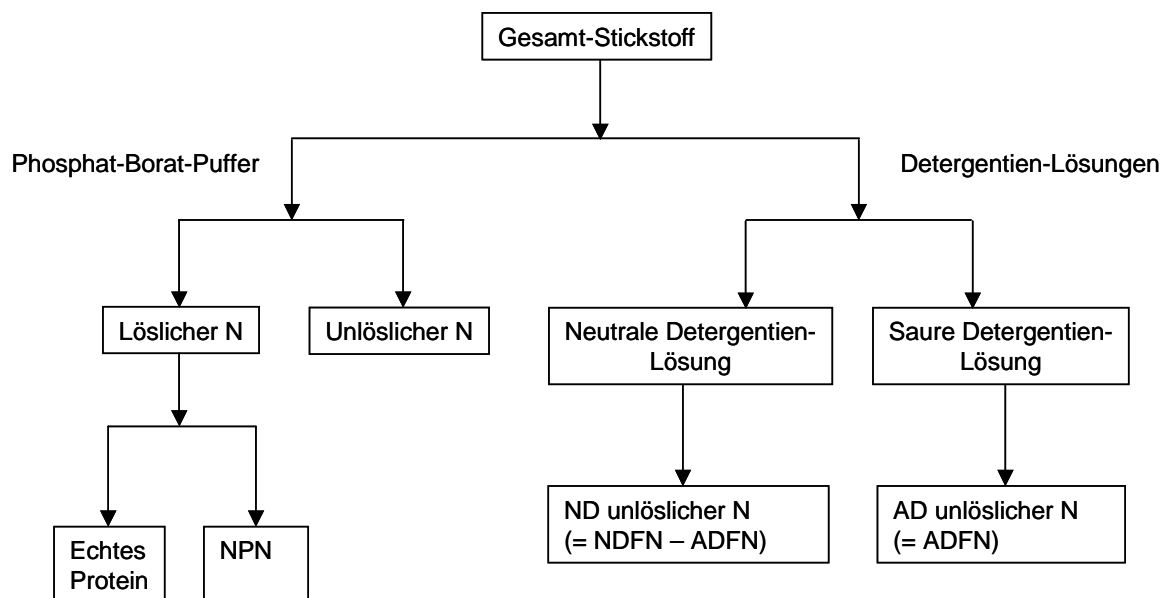 Gesamt-Stickstoff
Phosphat-Borat-Puffer
Detergentien-Lösungen
Löslicher N
Unlöslicher N
Neutrale Detergentien-
Lösung
Saure Detergentien-
Lösung
Echtes
Protein
NPN
ND unlöslicher N
(= NDFN – ADFN)
AD unlöslicher N
(= ADFN)